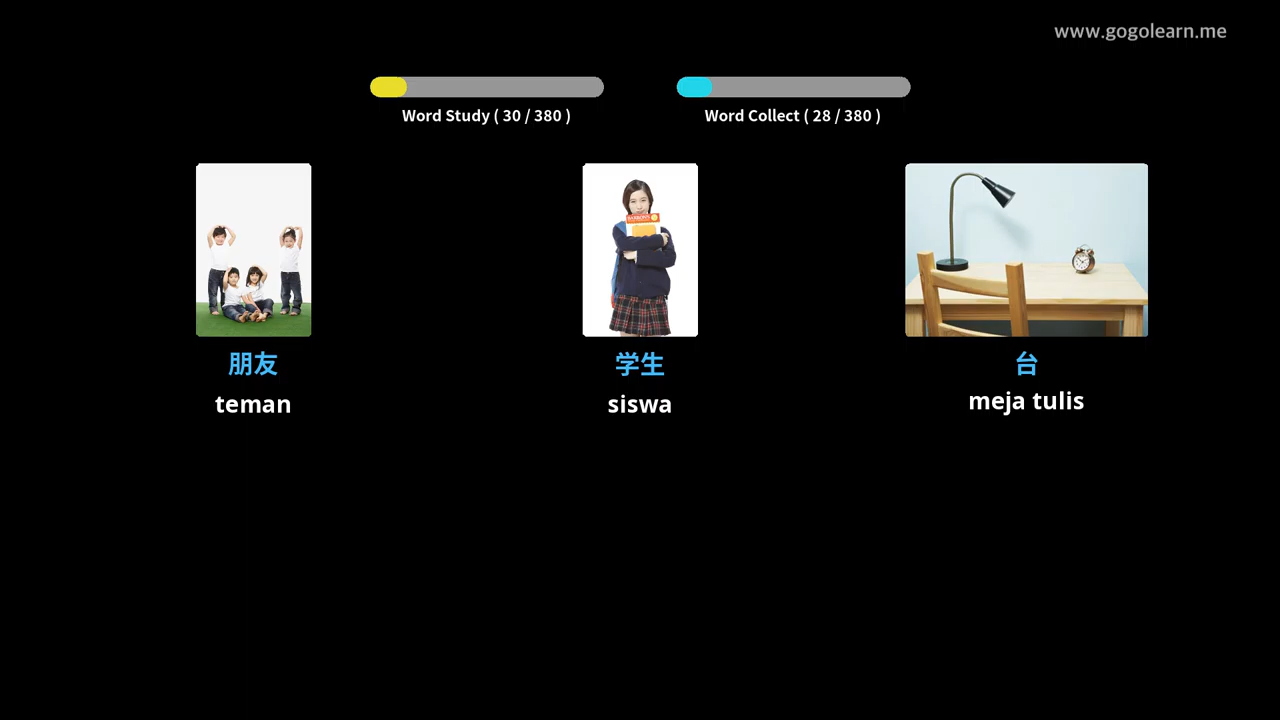 www.gogolearn.me
Word Study ( 30 / 380 )
Word Collect ( 28 / 380 )
朋友
学生
台
teman
siswa
meja tulis